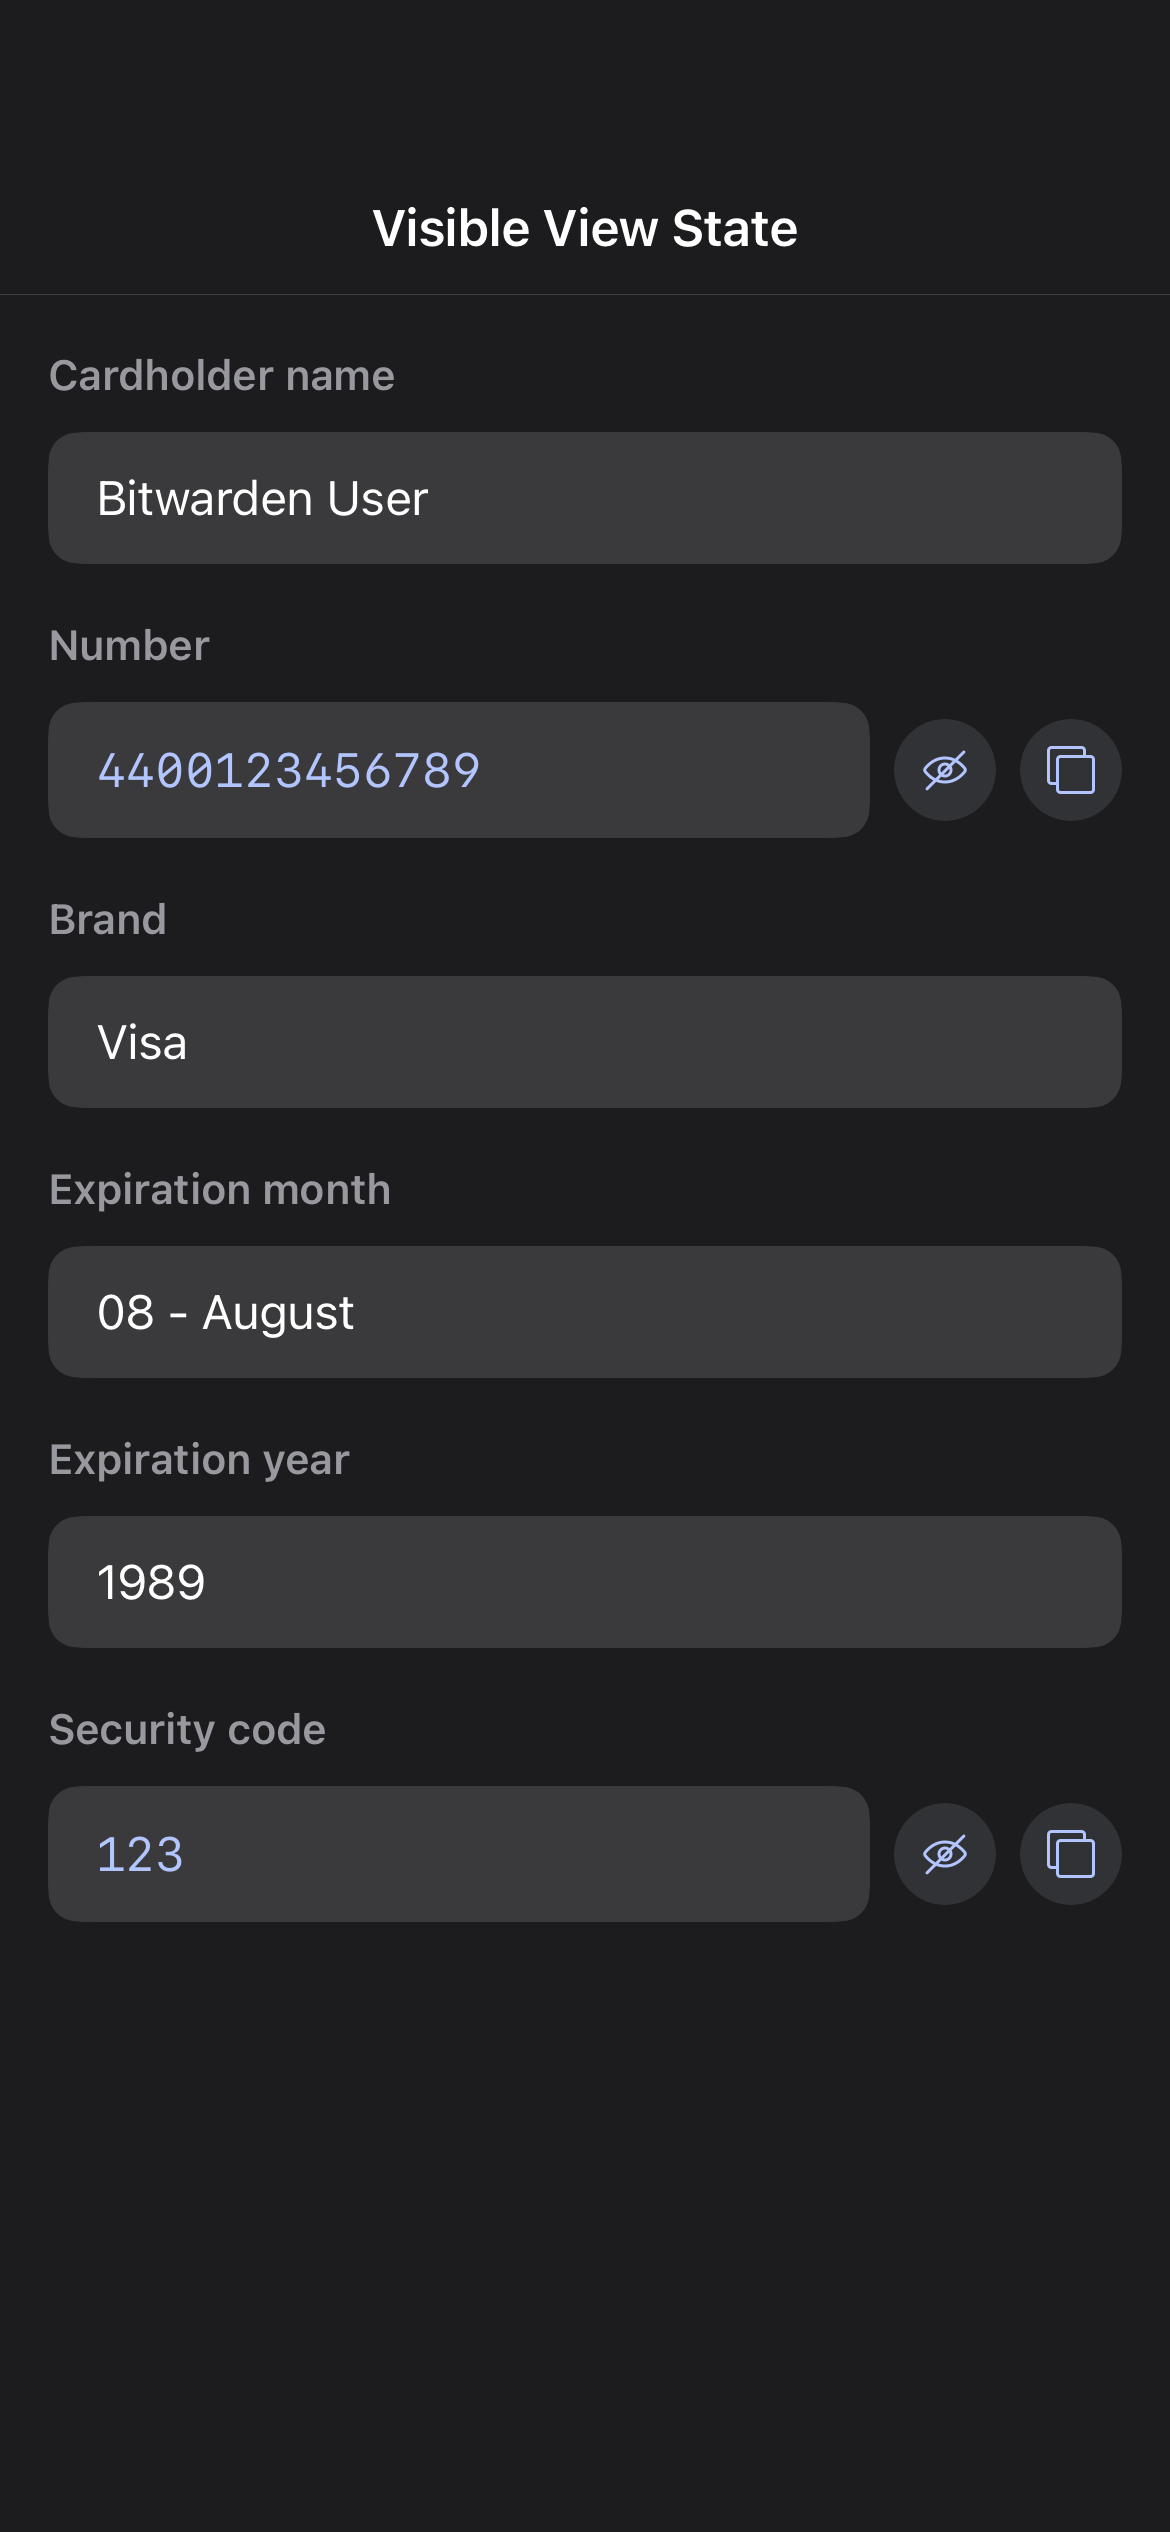 Visible View State
Cardholder name
Bitwarden User
Number
4400123456789
Brand
Visa
Expiration month
08 - August
Expiration year
1989
Security code
123